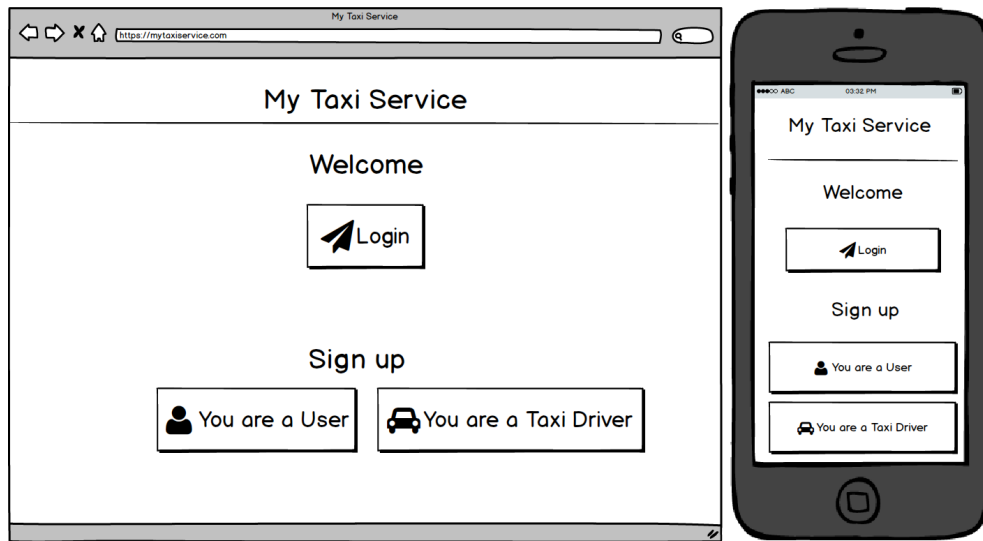 My Taxi Service
https://mytaxiservice.com
My Taxi Service
Welcome
Login
Sign up
You are a User
You are a Taxi Driver
ABC
03:32 PM
My Taxi Service
Welcome
Login
Sign up
You are a User
You are a Taxi Driver